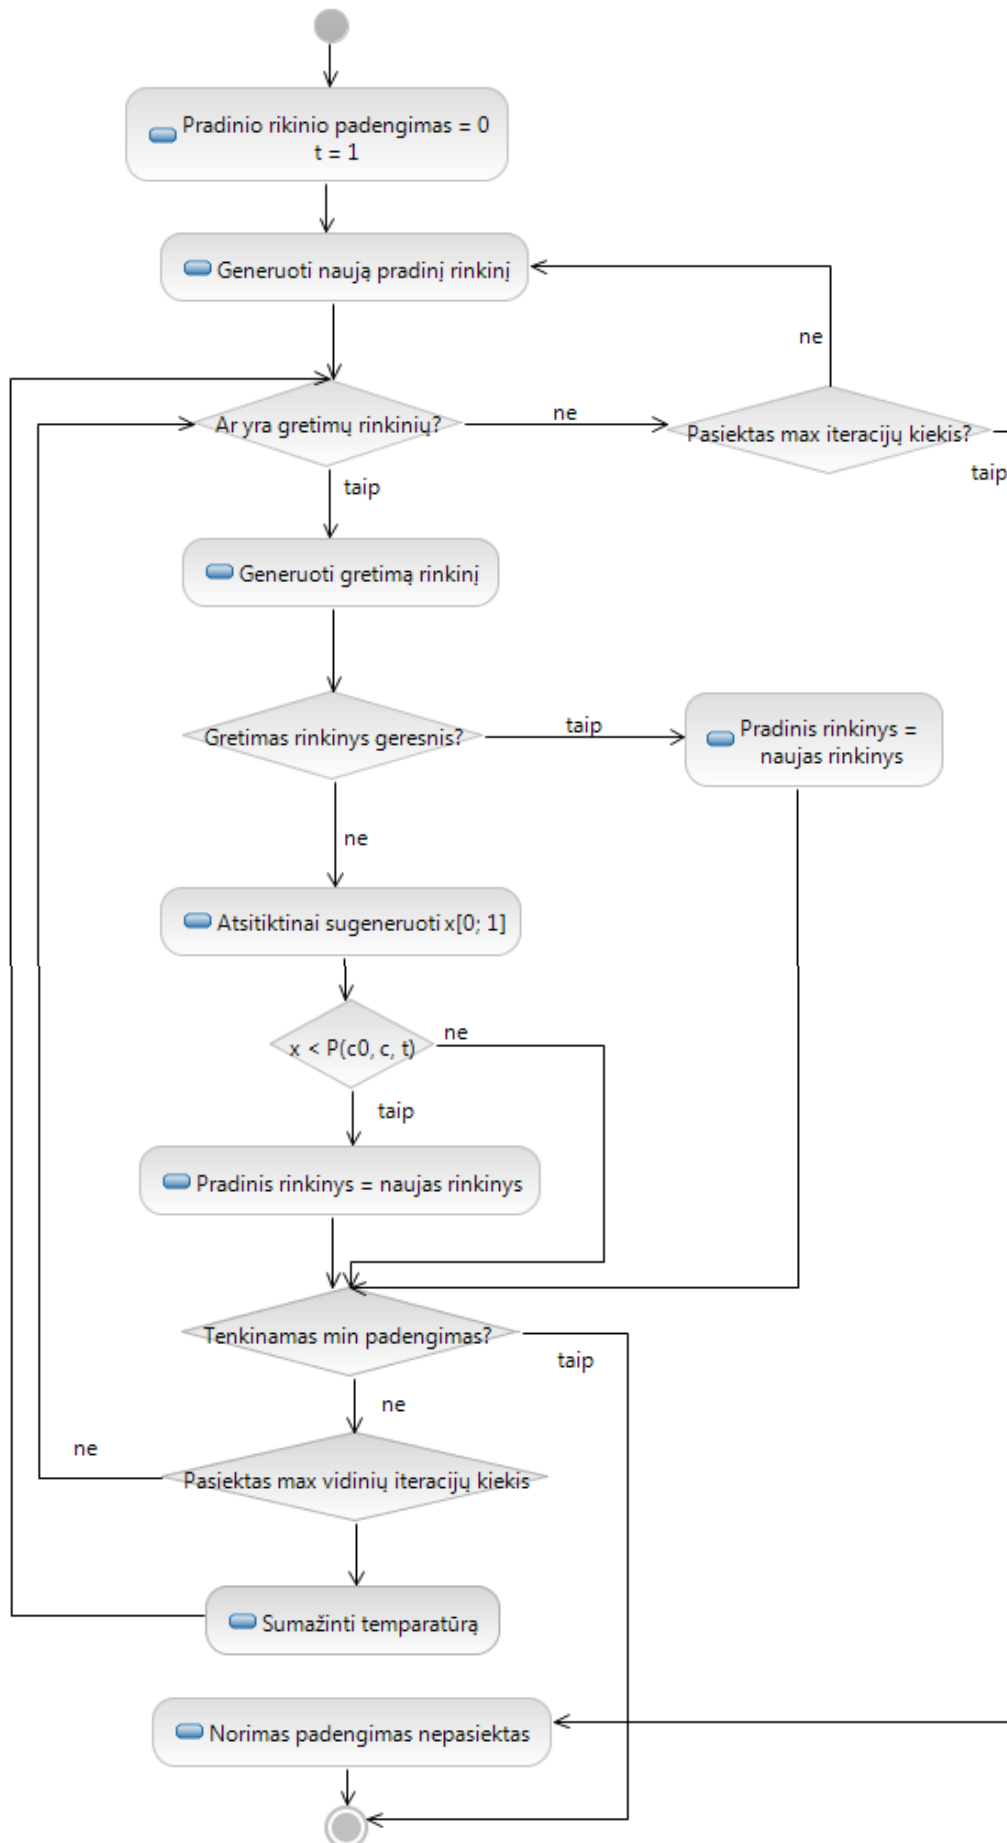 Pradinio rikinio padengimas = 0
t = 1
Generuoti naują pradinį rinkinį
ne
Ar yra gretimų rinkinių?
ne
Pasiektas max iteracijų kiekis?
taip
taip
Generuoti gretimą rinkinį
Gretimas rinkinys geresnis?
taip
Pradinis rinkinys =
naujas rinkinys
ne
Atsitiktinai sugeneruoti x[0; 1]
x < P(c0, c, t)
ne
taip
Pradinis rinkinys = naujas rinkinys
Tenkinamas min padengimas?
taip
ne
ne
Pasiektas max vidinių iteracijų kiekis
Sumažinti temparatūrą
Norimas padengimas nepasiektas